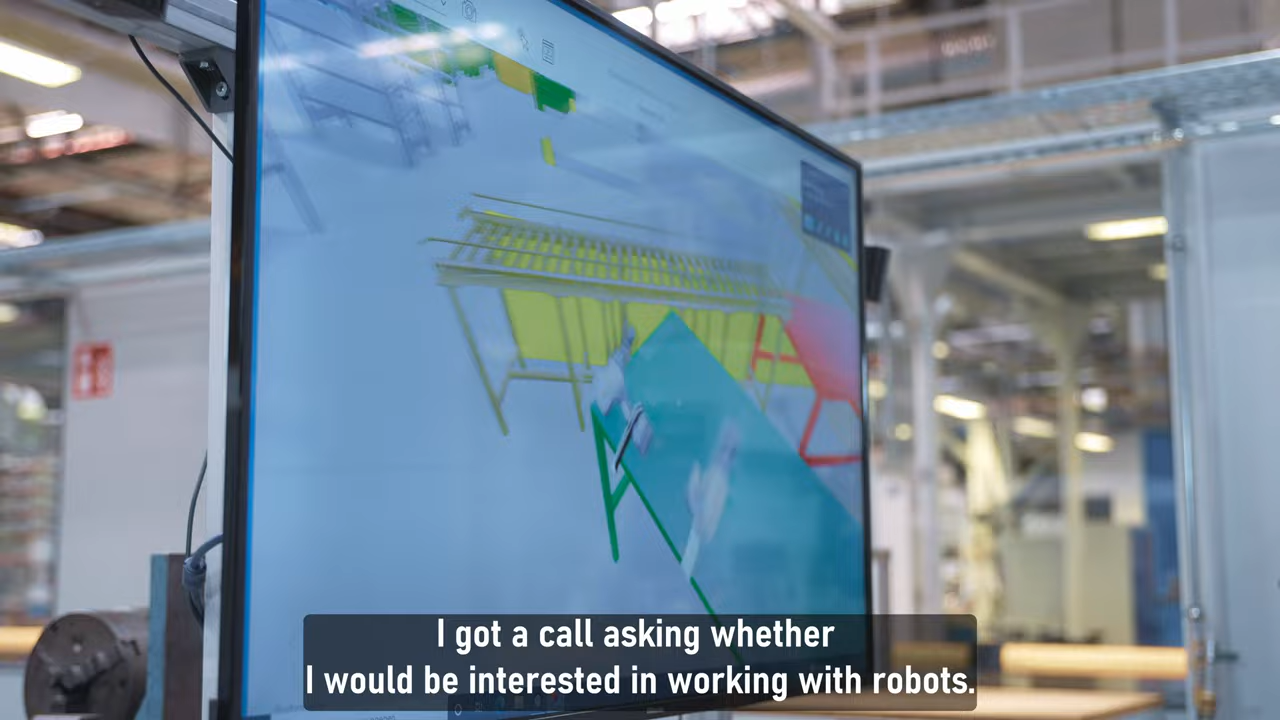 I got a call asking whether
I would be interested in working with robots.